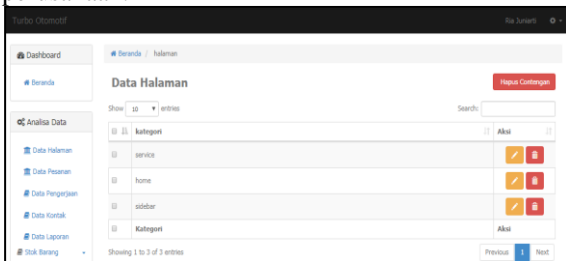 Turbo Otomotif
Ria Juniarti
Dashboard
Beranda
Analisa Data
Data Halaman
Data Pesanan
Data Pengerjaan
Data Kontak
Data Laporan
Stok Barang
Beranda / halaman
Data Halaman
Hapus Contengan
Show 10 entries
Search:
kategori Aksi
service
home
sidebar
Kategori Aksi
Showing 1 to 3 of 3 entries
Previous 1 Next